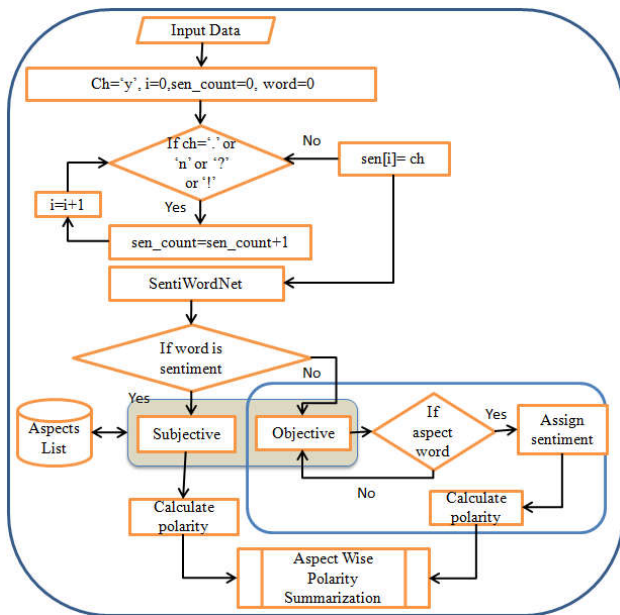 Input Data
Ch=‘y’, i=0,sen_count=0, word=0
If ch=‘.’ or
‘n’ or ‘?’
or ‘!’
No
sen[i]= ch
i=i+1
Yes
sen_count=sen_count+1
SentiWordNet
If word is
sentiment
No
Yes
Aspects
List
Subjective
Objective
If
aspect
word
Yes
Assign
sentiment
No
Calculate
polarity
Calculate
polarity
Aspect Wise
Polarity
Summarization